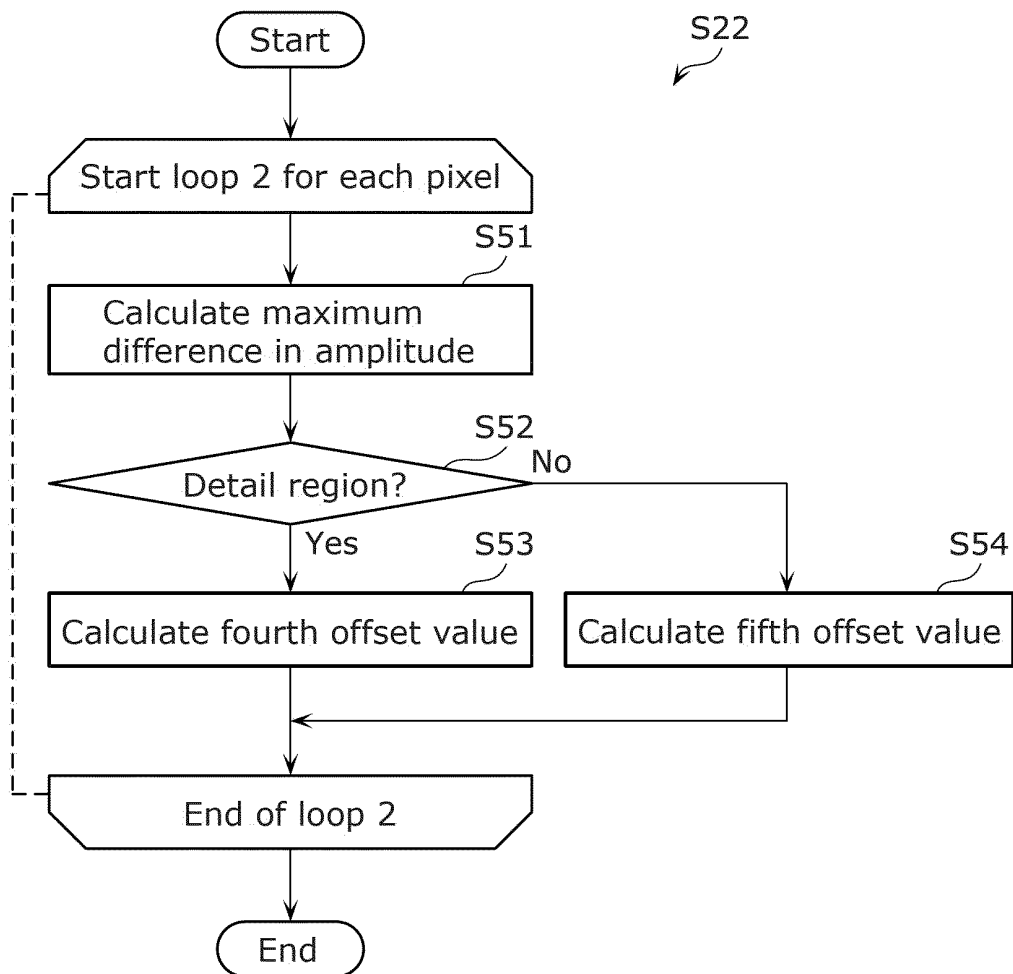 Start
S22
Start loop 2 for each pixel
S51
Calculate maximum
difference in amplitude
S52
Detail region?
No
Yes
S53
S54
Calculate fourth offset value
Calculate fifth offset value
End of loop 2
End